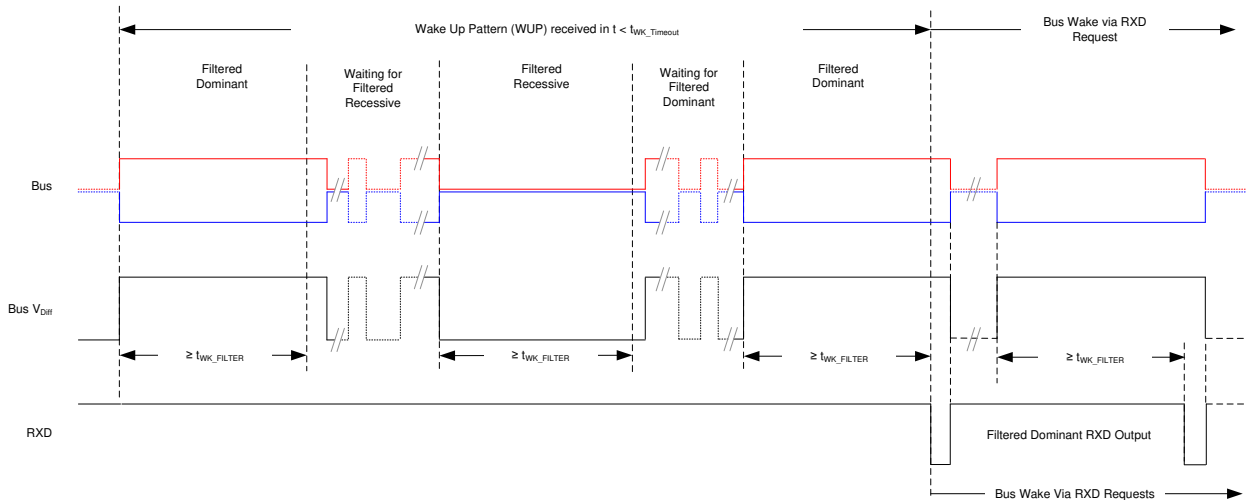 Wake Up Pattern (WUP) received in t < tWK_Timeout
Bus Wake via RXD
Request
Filtered
Dominant
Waiting for
Filtered
Recessive
Filtered
Recessive
Waiting for
Filtered
Dominant
Filtered
Dominant
Bus
Bus VDiff
≥ tWK_FILTER
≥ tWK_FILTER
≥ tWK_FILTER
≥ tWK_FILTER
RXD
Filtered Dominant RXD Output
Bus Wake Via RXD Requests